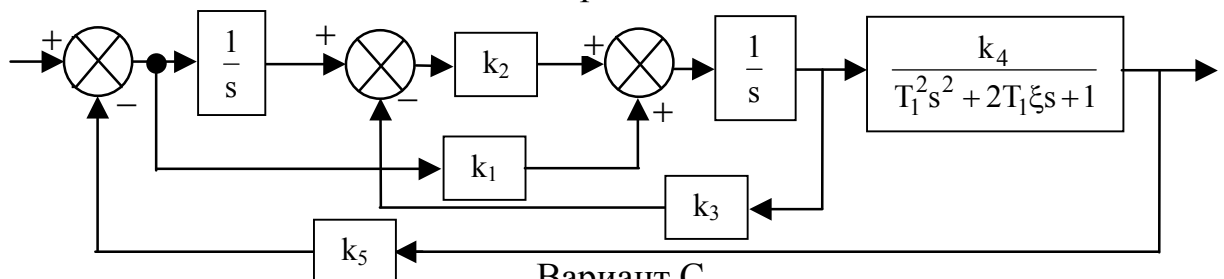 +
1
s
+
k₂
+
1
s
k₄
T₁²s² + 2T₁ξs + 1
−
−
+
k₁
k₃
k₅
Вариант С